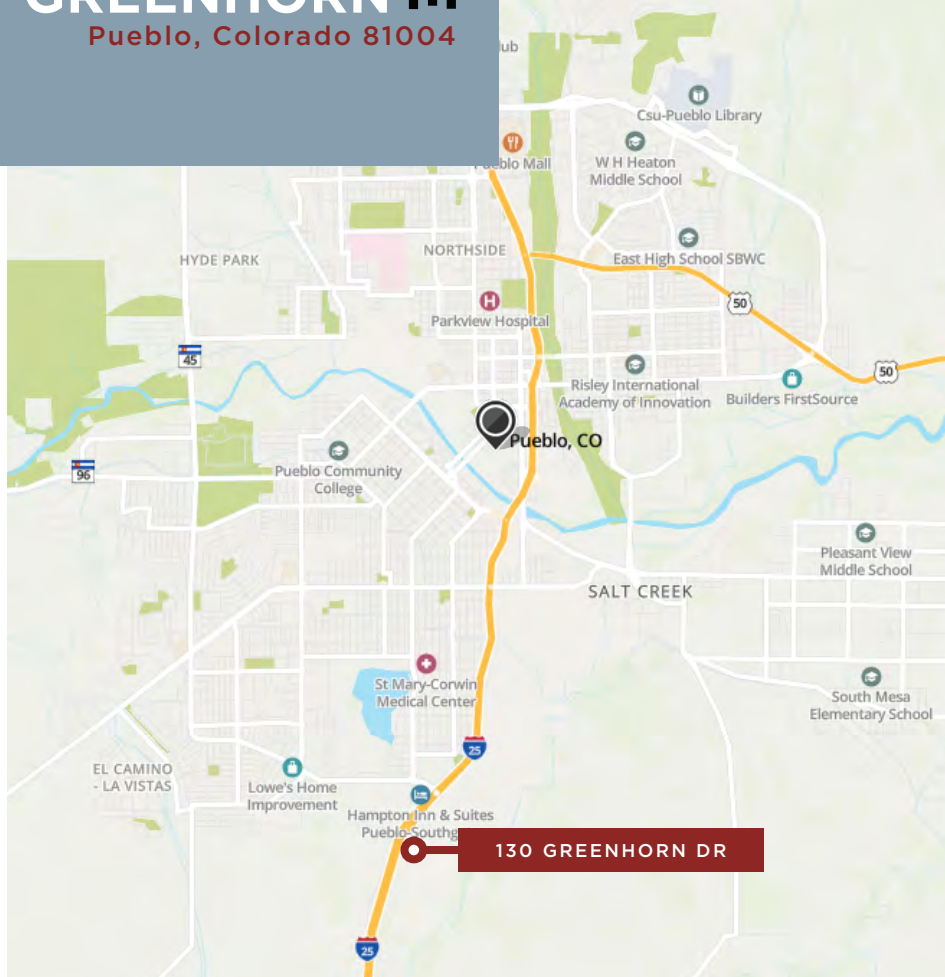 GREENHORN
Pueblo, Colorado 81004
Csu-Pueblo Library
Mall
W H Heaton
Middle School
HYDE PARK
NORTHSIDE
East High School SBWC
50
Parkview Hospital
45
50
Risley International
Academy of Innovation
Builders FirstSource
Pueblo, CO
96
Pueblo Community
College
Pleasant View
Middle School
SALT CREEK
St Mary-Corwin
Medical Center
South Mesa
Elementary School
25
EL CAMINO
- LA VISTAS
Lowe's Home
Improvement
Hampton Inn & Suites
Pueblo-Southg
130 GREENHORN DR
25